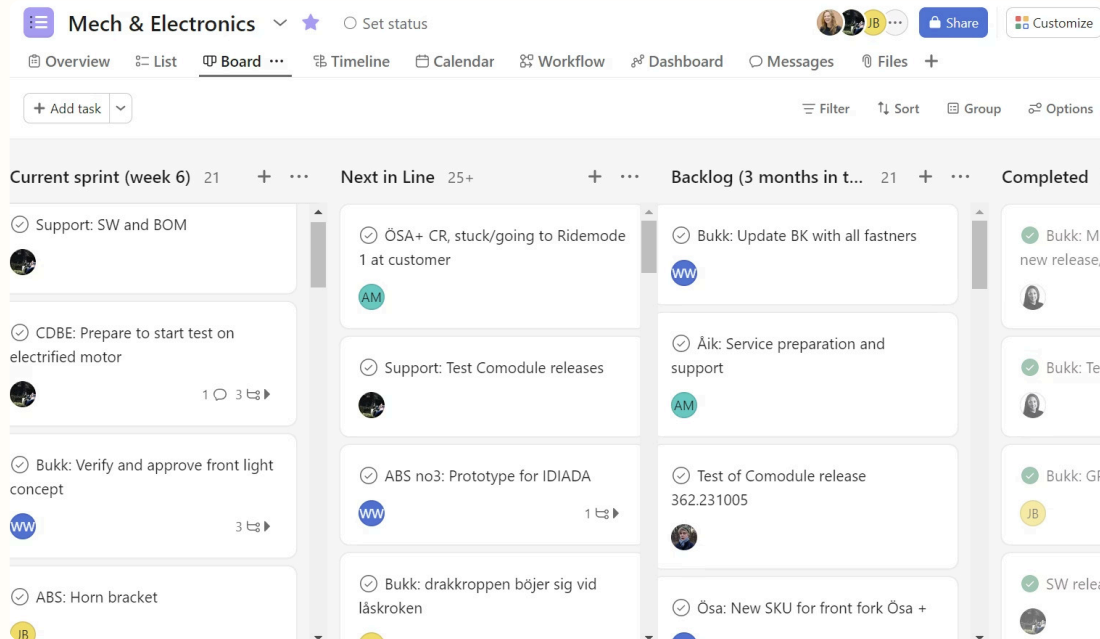 Mech & Electronics
Set status
JB
Share
Customize
Overview
List
Board
Timeline
Calendar
Workflow
Dashboard
Messages
Files
+ Add task
Filter
Sort
Group
Options
Current sprint (week 6) 21
Support: SW and BOM
CDBE: Prepare to start test on
electrified motor
1 3
Bukk: Verify and approve front light
concept
WW 3
ABS: Horn bracket
JB
Next in Line 25+
ÖSA+ CR, stuck/going to Ridemode
1 at customer
AM
Support: Test Comodule releases
ABS no3: Prototype for IDIADA
WW 1
Bukk: drakkroppen böjer sig vid
låskroken
Backlog (3 months in t... 21
Bukk: Update BK with all fastners
WW
Åik: Service preparation and
support
AM
Test of Comodule release
362.231005
Ösa: New SKU for front fork Ösa +
Completed
Bukk: M
new release,
Bukk: Te
Bukk: GF
JB
SW relea